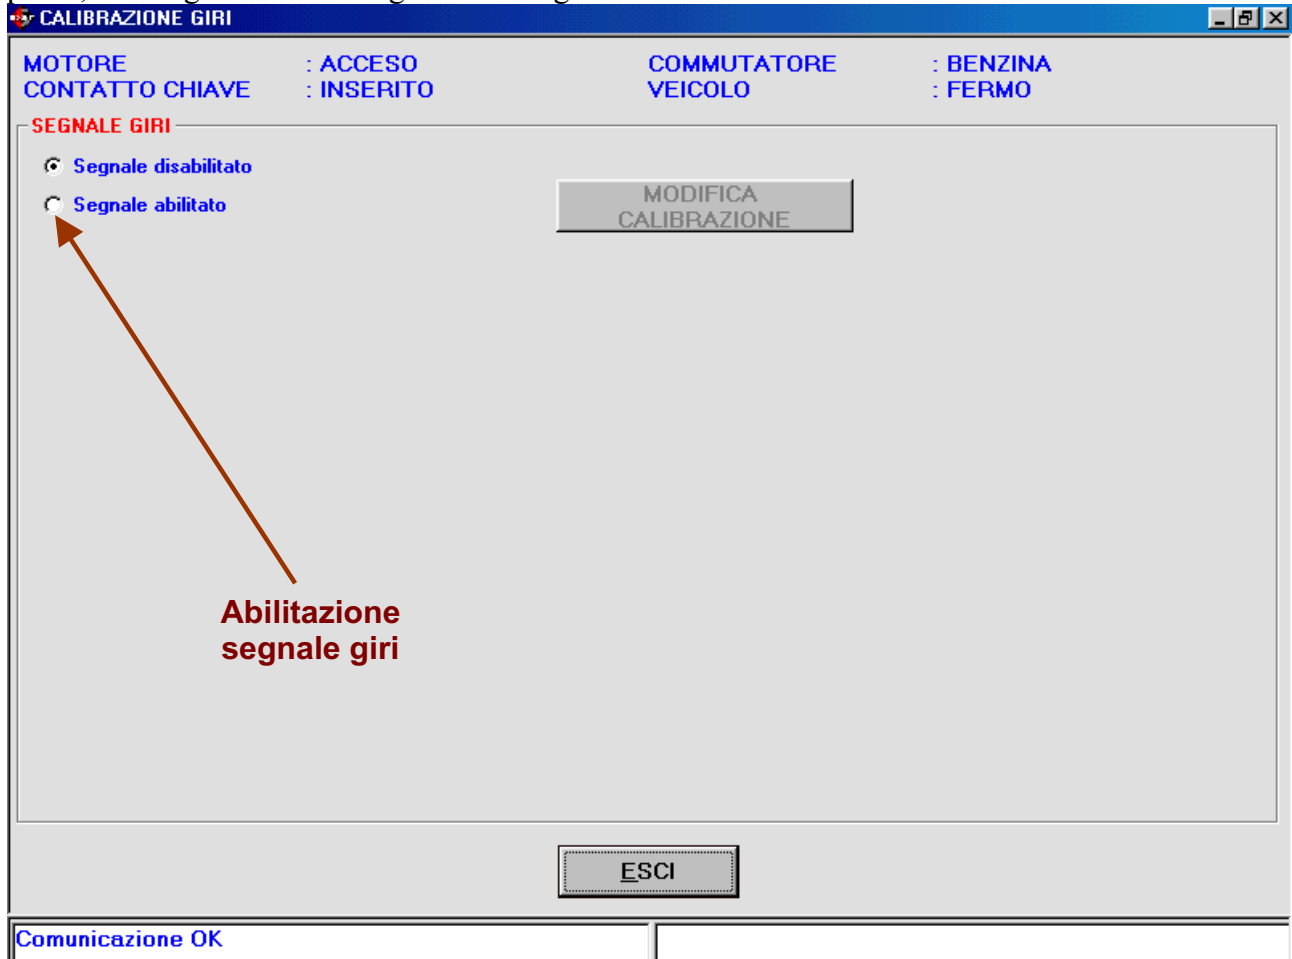 CALIBRAZIONE GIRI
MOTORE : ACCESO COMMUTATORE : BENZINA
CONTATTO CHIAVE : INSERITO VEICOLO : FERMO
SEGNALE GIRI
Segnale disabilitato
Segnale abilitato
MODIFICA
CALIBRAZIONE
Abilitazione
segnale giri
ESCI
Comunicazione OK